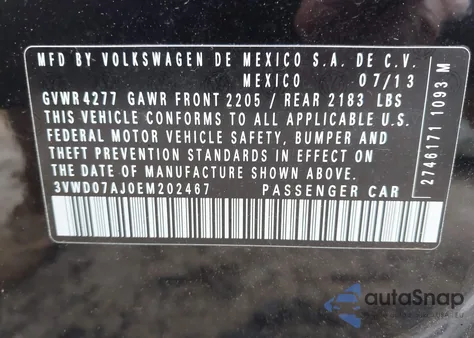 MFD BY VOLKSWAGEN DE MEXICO S.A. DE C.V.
MEXICO 07/13
GVWR4277 GAWR FRONT 2205 / REAR 2183 LBS
THIS VEHICLE CONFORMS TO ALL APPLICABLE U.S.
FEDERAL MOTOR VEHICLE SAFETY, BUMPER AND
THEFT PREVENTION STANDARDS IN EFFECT ON
THE DATE OF MANUFACTURE SHOWN ABOVE.
3VWD07AJ0EM202467 PASSENGER CAR
2746171 1093 M
autoSnap